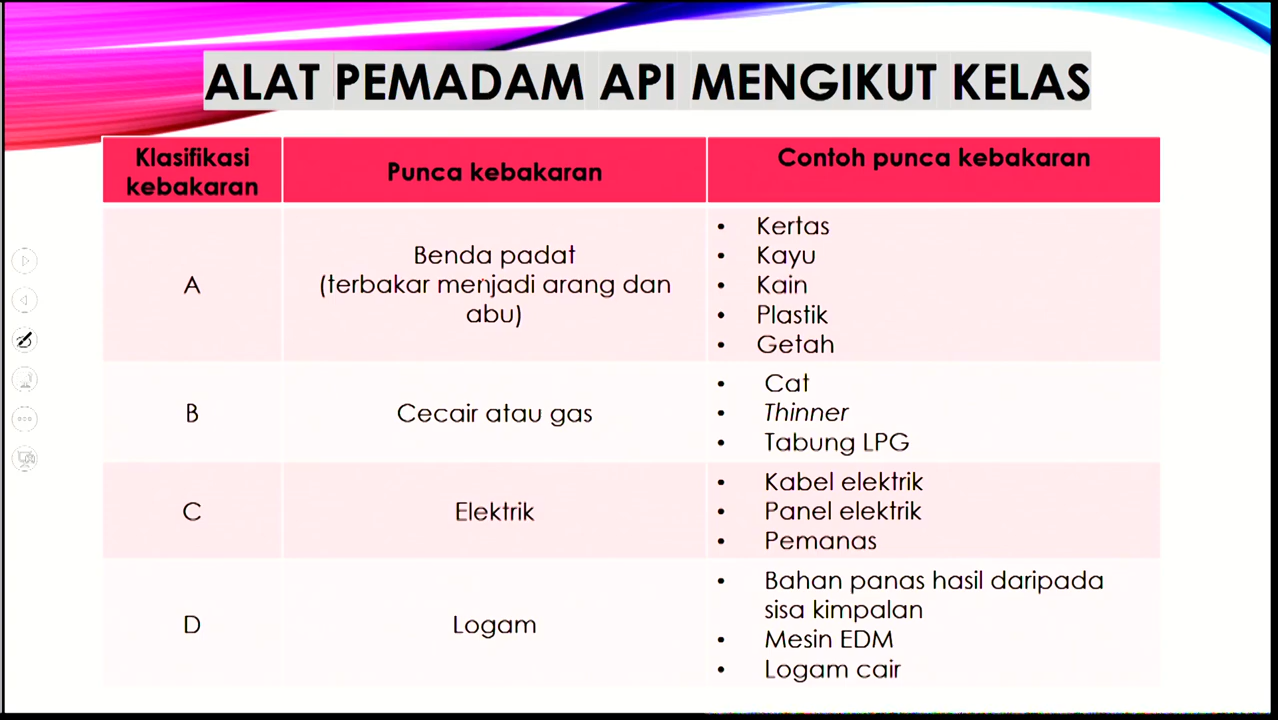 ALAT PEMADAM API MENGIKUT KELAS
Klasifikasi
kebakaran
Punca kebakaran
Contoh punca kebakaran
A
Benda padat
(terbakar menjadi arang dan
abu)
• Kertas
• Kayu
• Kain
• Plastik
• Getah
B
Cecair atau gas
• Cat
• Thinner
• Tabung LPG
C
Elektrik
• Kabel elektrik
• Panel elektrik
• Pemanas
D
Logam
• Bahan panas hasil daripada
sisa kimpalan
• Mesin EDM
• Logam cair